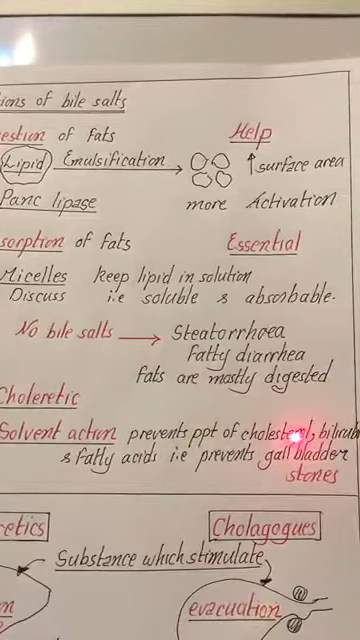 ions of bile salts
estion of fats Help
Lipid Emulsification ↑ surface area
Panc lipase more Activation
sorption of fats Essential
Micelles keep lipid in solution
Discuss i.e soluble & absorbable.
No bile salts → Steatorrhoea
Fatty diarrhea
Fats are mostly digested
Choleretic
Solvent action prevents ppt of cholesterol, bilirub
& fatty acids i.e prevents gall bladder
stones
retics Cholagogues
Substance which stimulate
n evacuation